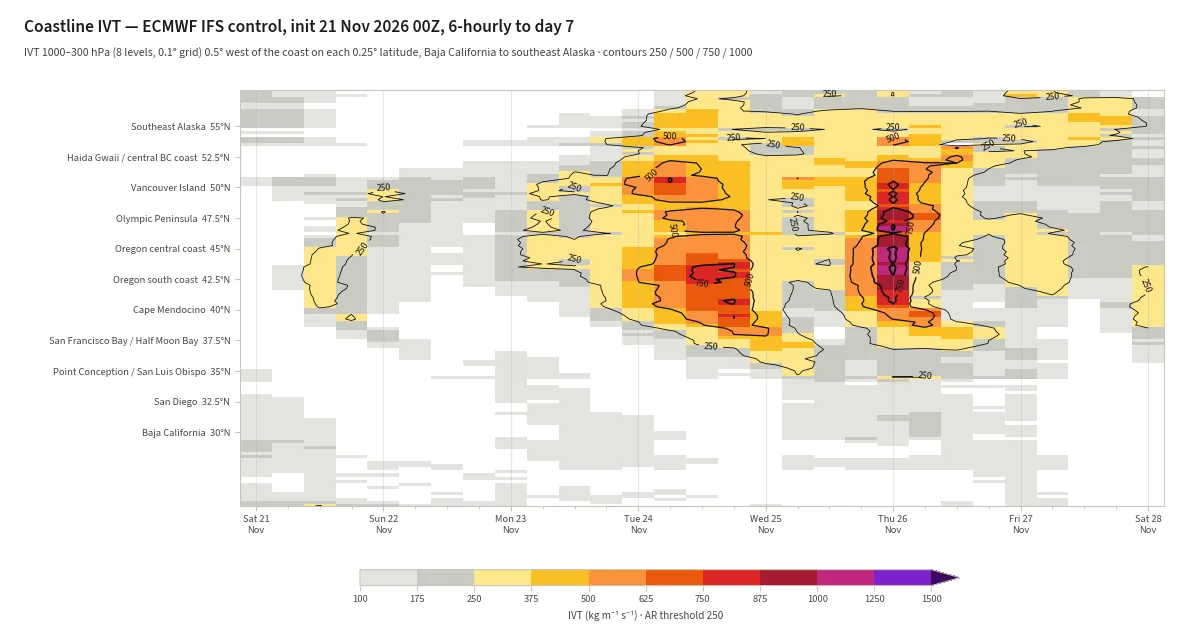 Coastline IVT — ECMWF IFS control, init 21 Nov 2026 00Z, 6-hourly to day 7
IVT 1000–300 hPa (8 levels, 0.1° grid) 0.5° west of the coast on each 0.25° latitude, Baja California to southeast Alaska · contours 250 / 500 / 750 / 1000
Southeast Alaska 55°N
Haida Gwaii / central BC coast 52.5°N
Vancouver Island 50°N
Olympic Peninsula 47.5°N
Oregon central coast 45°N
Oregon south coast 42.5°N
Cape Mendocino 40°N
San Francisco Bay / Half Moon Bay 37.5°N
Point Conception / San Luis Obispo 35°N
San Diego 32.5°N
Baja California 30°N
250 250
250 250 250
500 250 250 500 250 250
250 500 250 250
250 250 500 250 250 750
250 250 500 250
750 500 750
250 250
Sat 21 Sun 22 Mon 23 Tue 24 Wed 25 Thu 26 Fri 27 Sat 28
Nov Nov Nov Nov Nov Nov Nov Nov
100 175 250 375 500 625 750 875 1000 1250 1500
IVT (kg m⁻¹ s⁻¹) · AR threshold 250